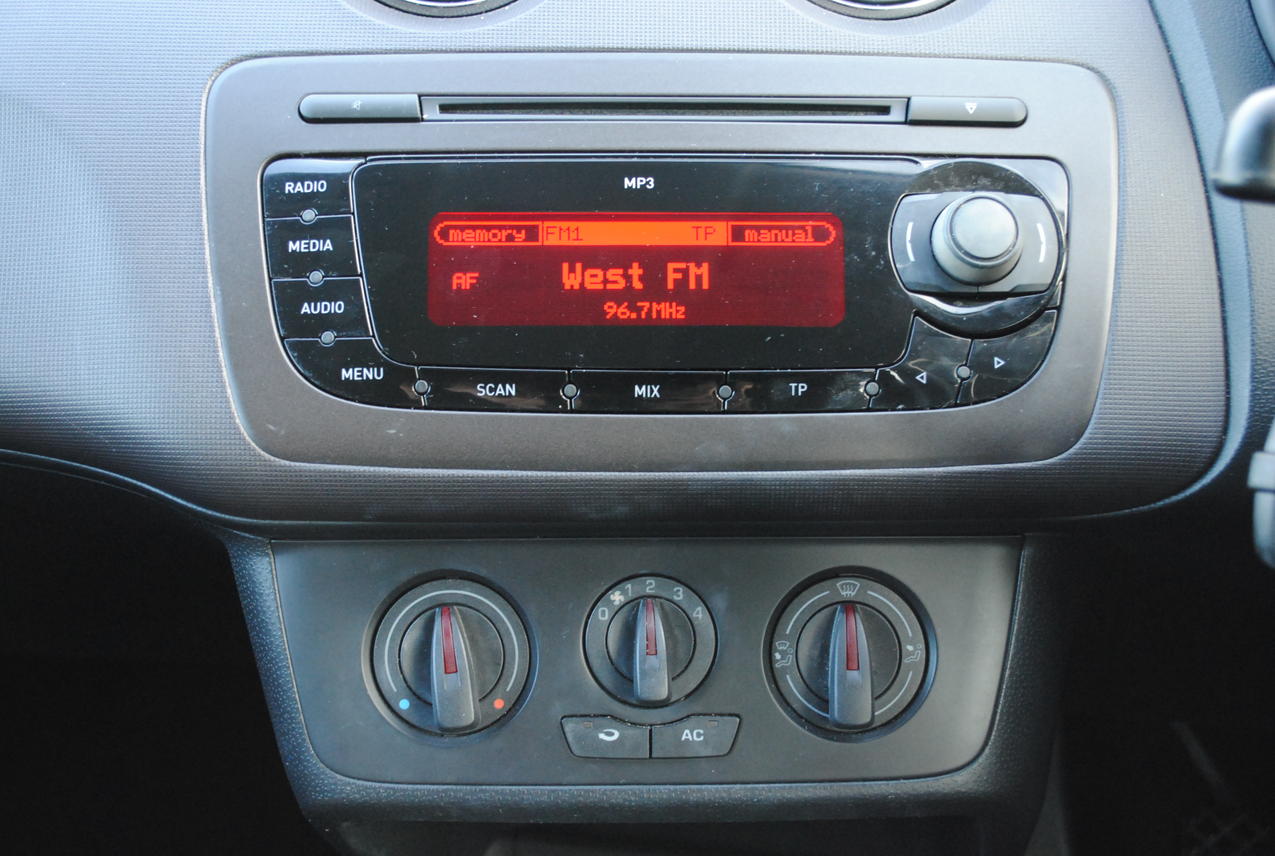 MP3
RADIO
MEDIA
AUDIO
MENU
memory FM1 TP manual
AF West FM
96.7MHz
SCAN MIX TP
0 1 2 3 4
AC